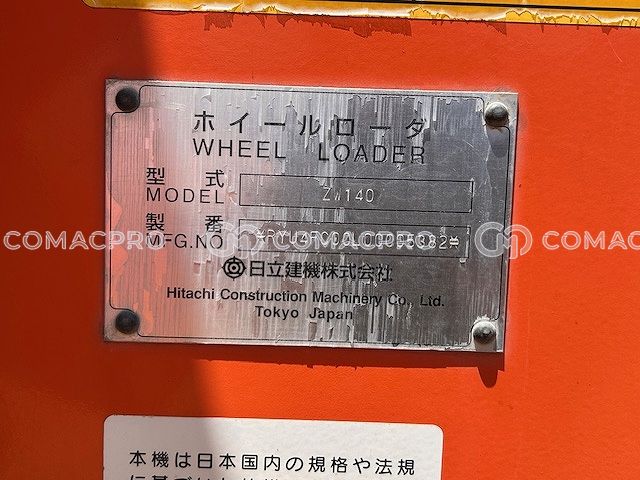 ホイールローダ
WHEEL LOADER
型式
MODEL ZW140
製番
MFG.NO
COMACPRO COMACPRO
日立建機株式会社
Hitachi Construction Machinery Co., Ltd.
Tokyo Japan
本機は日本国内の規格や法規